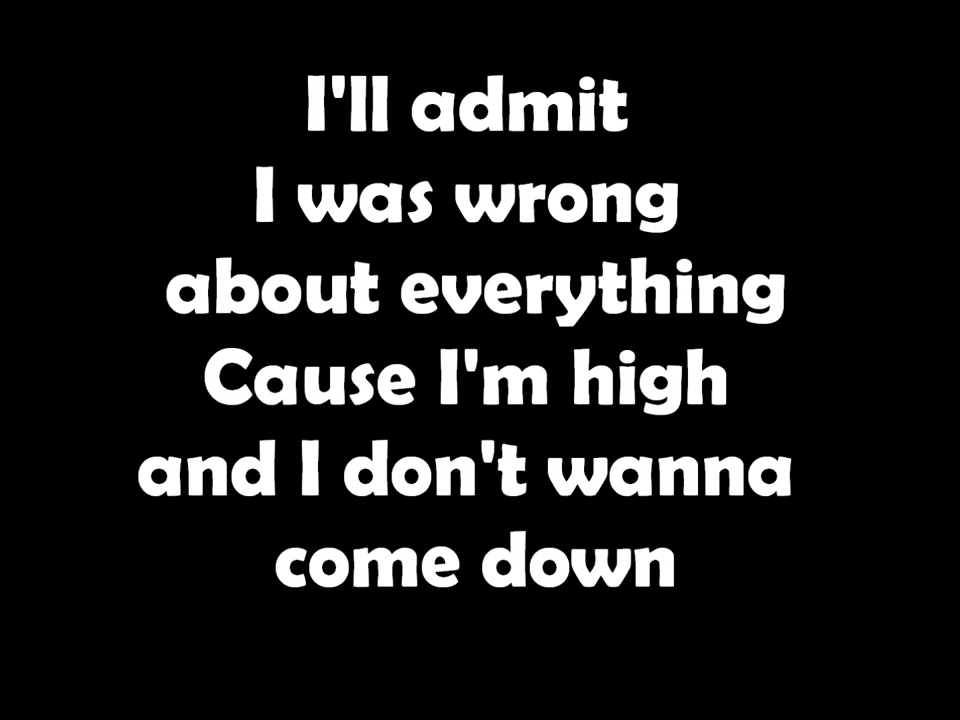 I'll admit
I was wrong
about everything
Cause I'm high
and I don't wanna
come down